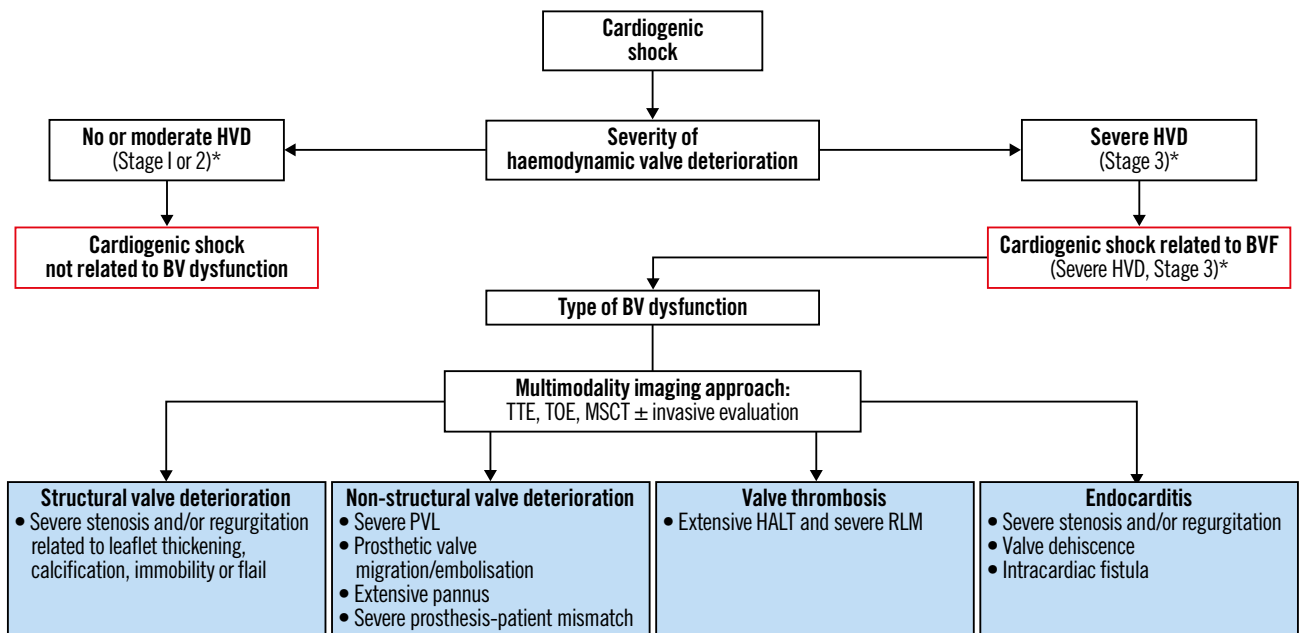 Cardiogenic
shock
No or moderate HVD
(Stage I or 2)*
Severity of
haemodynamic valve deterioration
Severe HVD
(Stage 3)*
Cardiogenic shock
not related to BV dysfunction
Cardiogenic shock related to BVF
(Severe HVD, Stage 3)*
Type of BV dysfunction
Multimodality imaging approach:
TTE, TOE, MSCT ± invasive evaluation
Structural valve deterioration
• Severe stenosis and/or regurgitation
related to leaflet thickening,
calcification, immobility or flail
Non-structural valve deterioration
• Severe PVL
• Prosthetic valve
migration/embolisation
• Extensive pannus
• Severe prosthesis-patient mismatch
Valve thrombosis
• Extensive HALT and severe RLM
Endocarditis
• Severe stenosis and/or regurgitation
• Valve dehiscence
• Intracardiac fistula